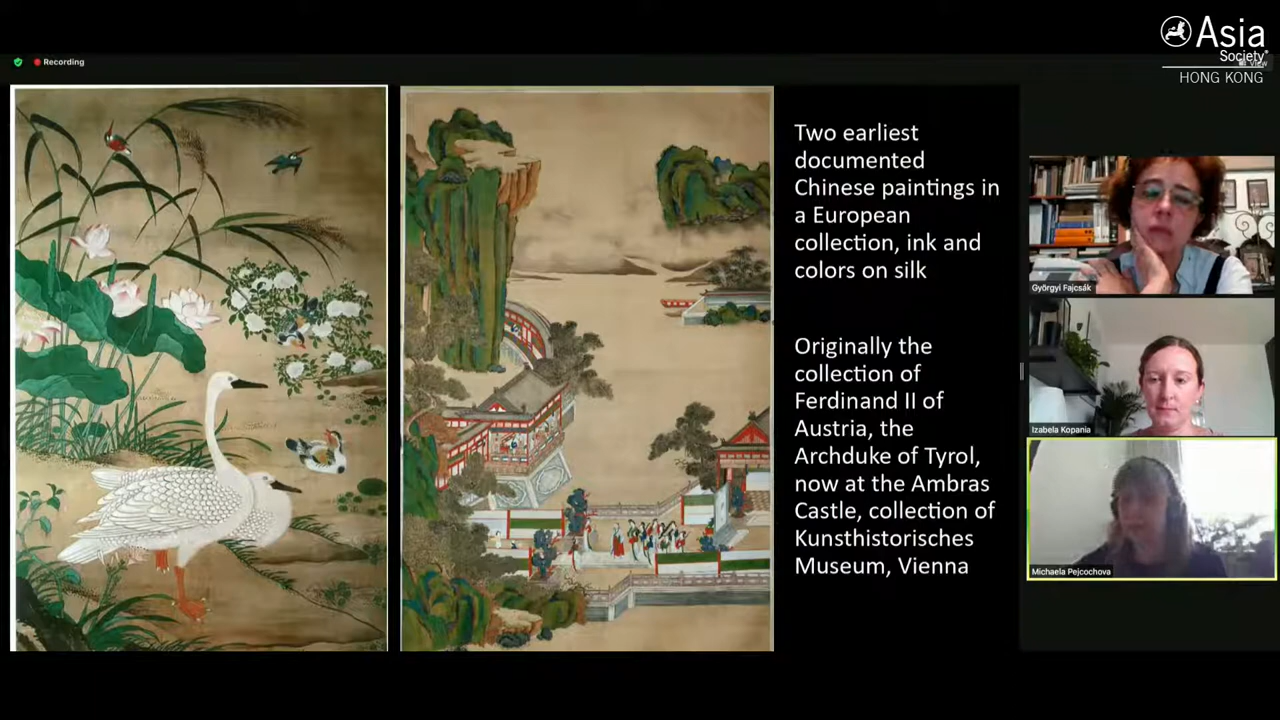 Asia
Society
HONG KONG
Recording
View
Two earliest
documented
Chinese paintings in
a European
collection, ink and
colors on silk
Originally the
collection of
Ferdinand II of
Austria, the
Archduke of Tyrol,
now at the Ambras
Castle, collection of
Kunsthistorisches
Museum, Vienna
Györgyi Fajcsák
Izabela Kopania
Michaela Pejcochova